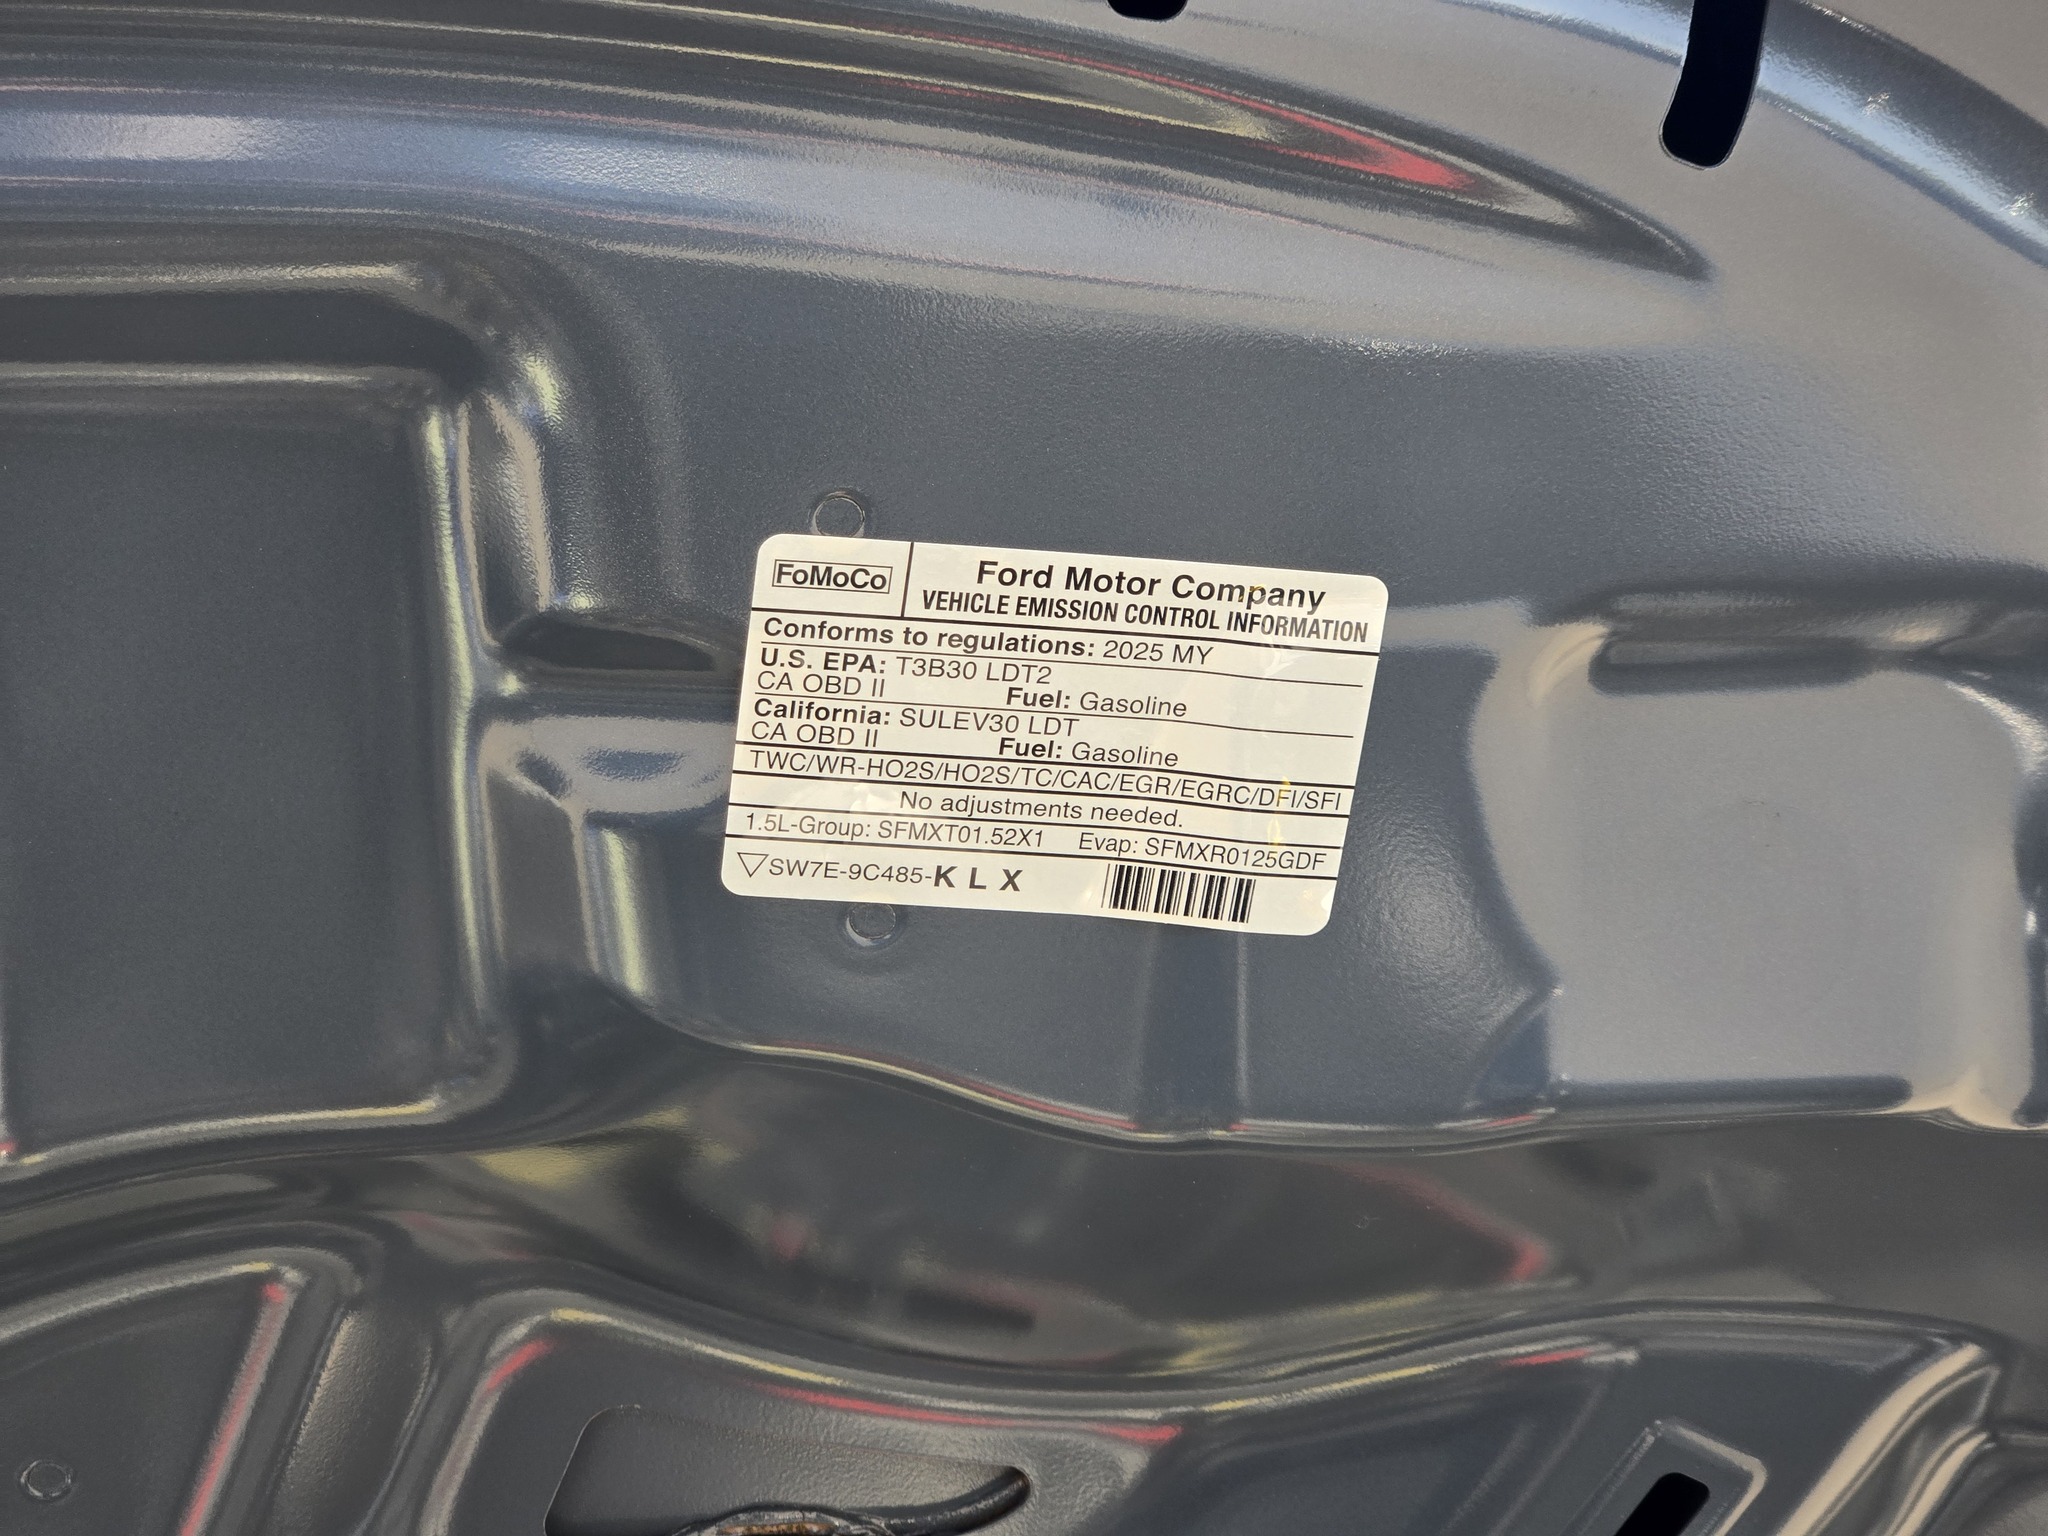 FoMoCo
Ford Motor Company
VEHICLE EMISSION CONTROL INFORMATION
Conforms to regulations: 2025 MY
U.S. EPA: T3B30 LDT2
CA OBD II Fuel: Gasoline
California: SULEV30 LDT
CA OBD II Fuel: Gasoline
TWC/WR-HO2S/HO2S/TC/CAC/EGR/EGRC/DFI/SFI
No adjustments needed.
1.5L-Group: SFMXT01.52X1 Evap: SFMXR0125GDF
SW7E-9C485-K L X